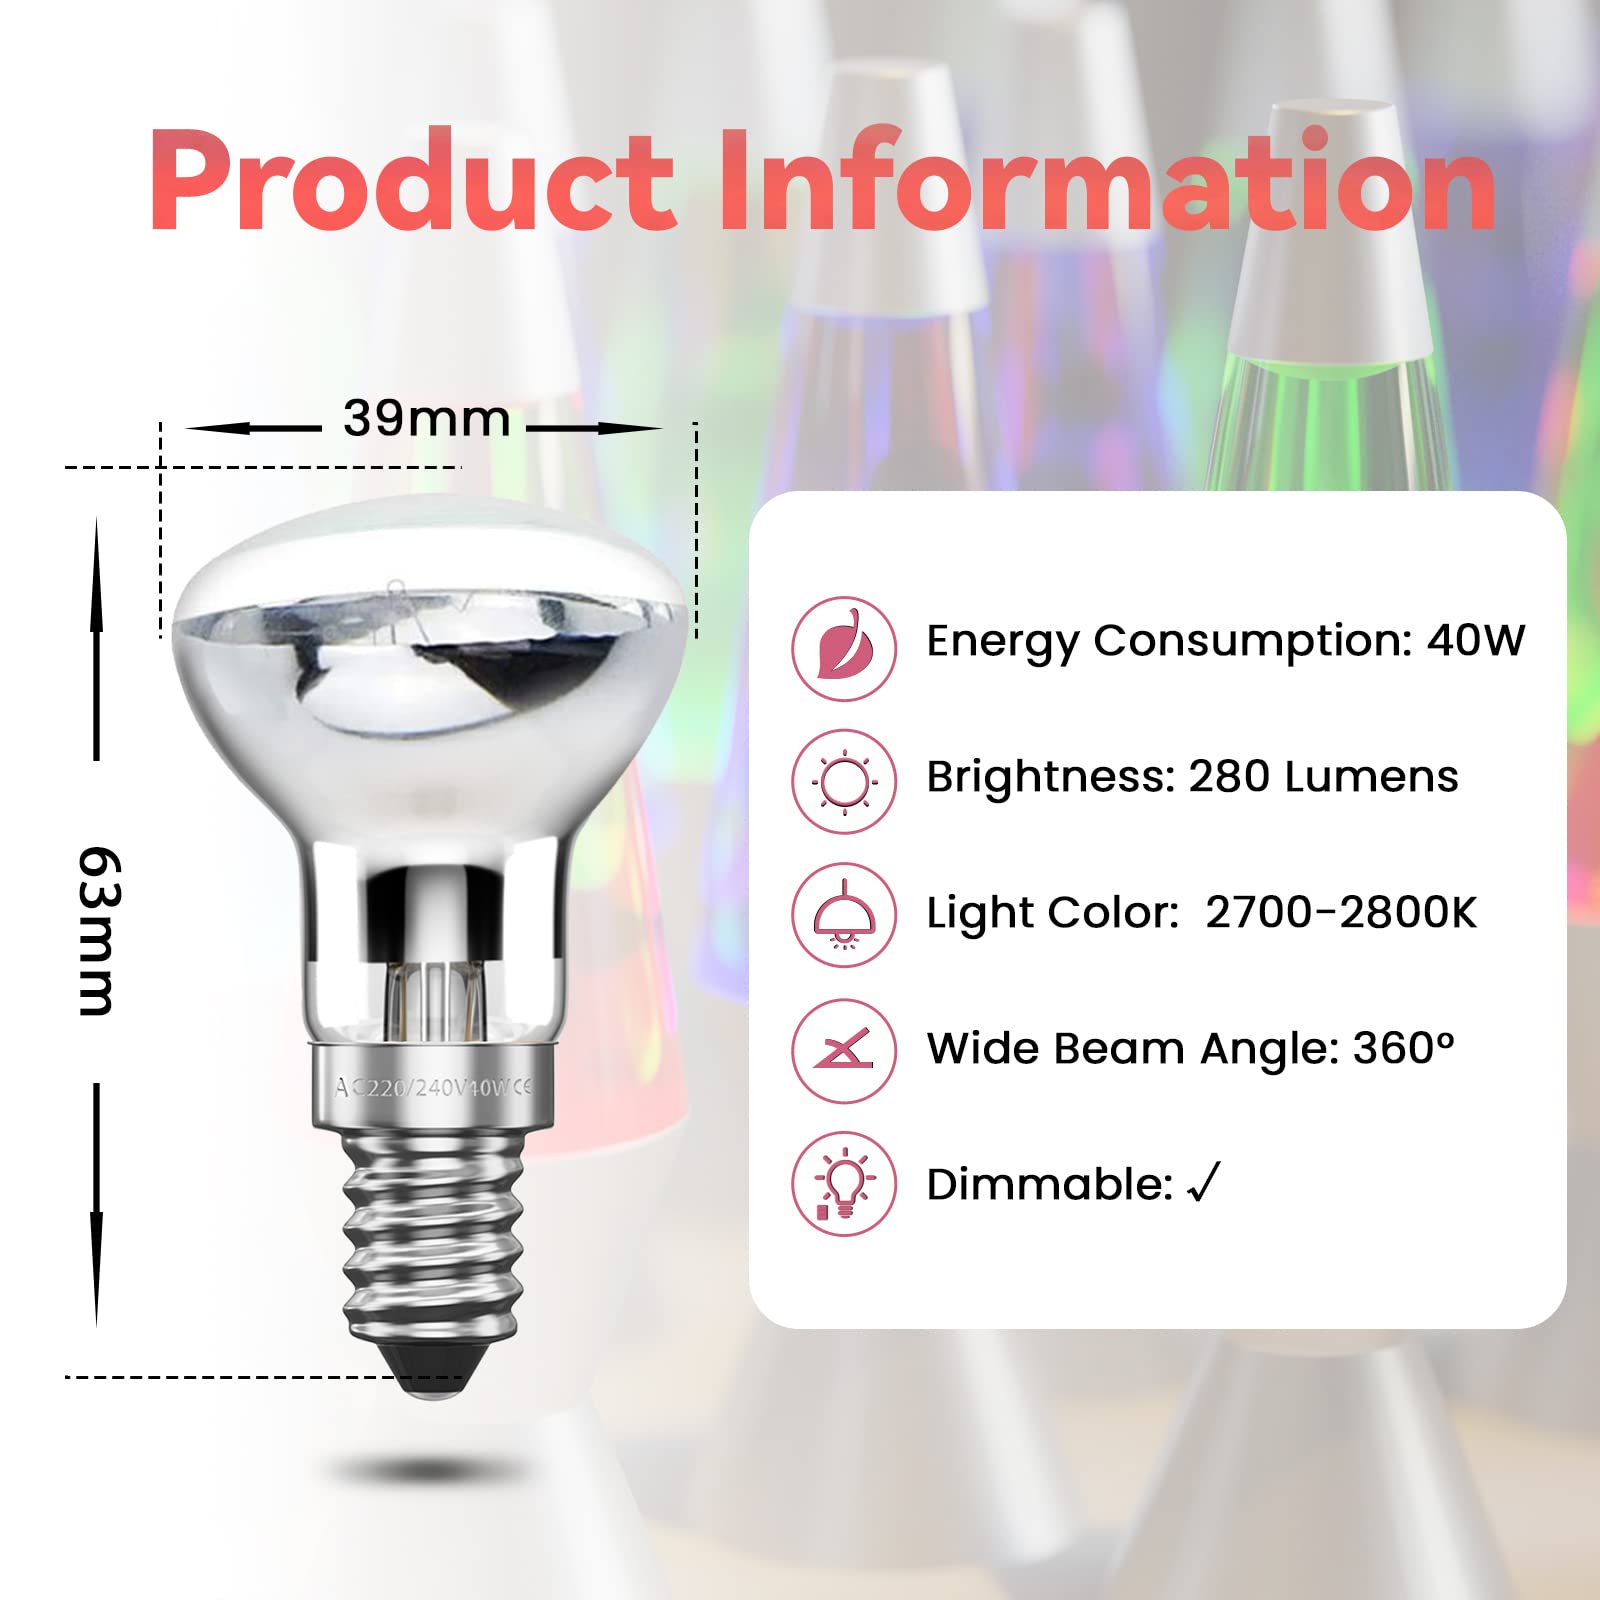 Product Information
39mm
63mm
Energy Consumption: 40W
Brightness: 280 Lumens
Light Color: 2700-2800K
Wide Beam Angle: 360°
Dimmable: √
AC220/240V40W CE